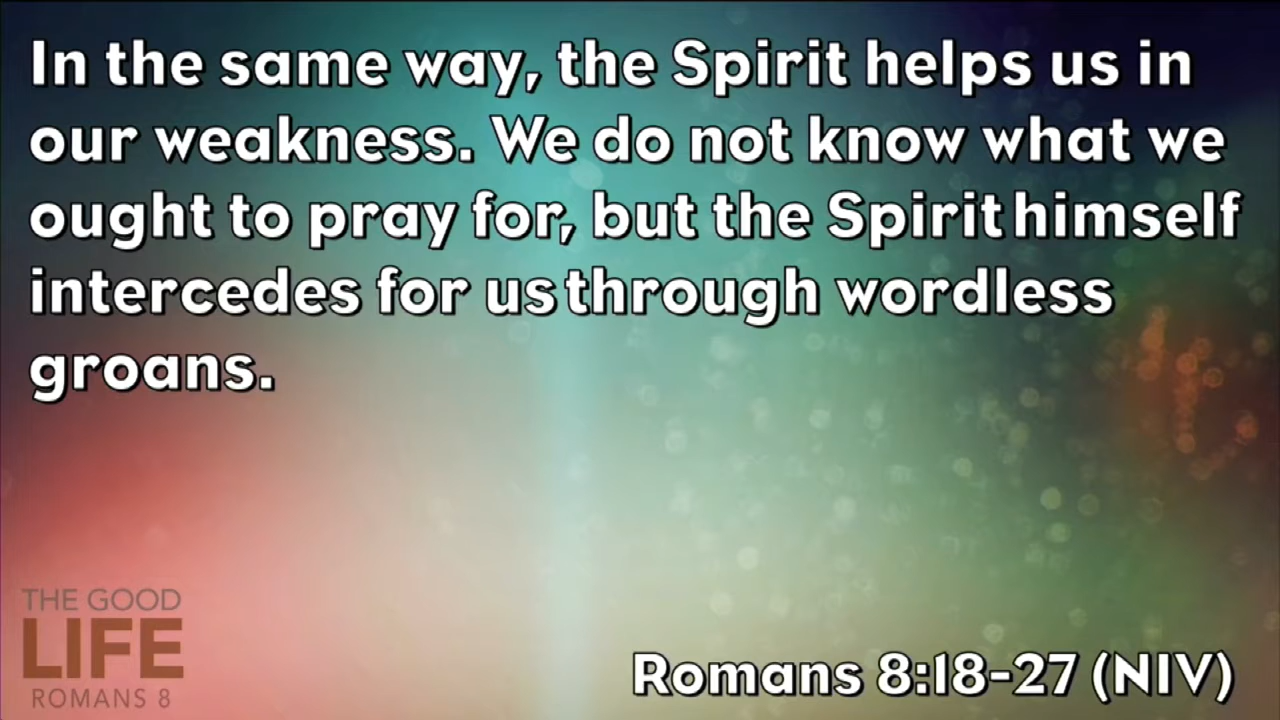 In the same way, the Spirit helps us in
our weakness. We do not know what we
ought to pray for, but the Spirit himself
intercedes for us through wordless
groans.
THE GOOD
LIFE
ROMANS 8
Romans 8:18-27 (NIV)